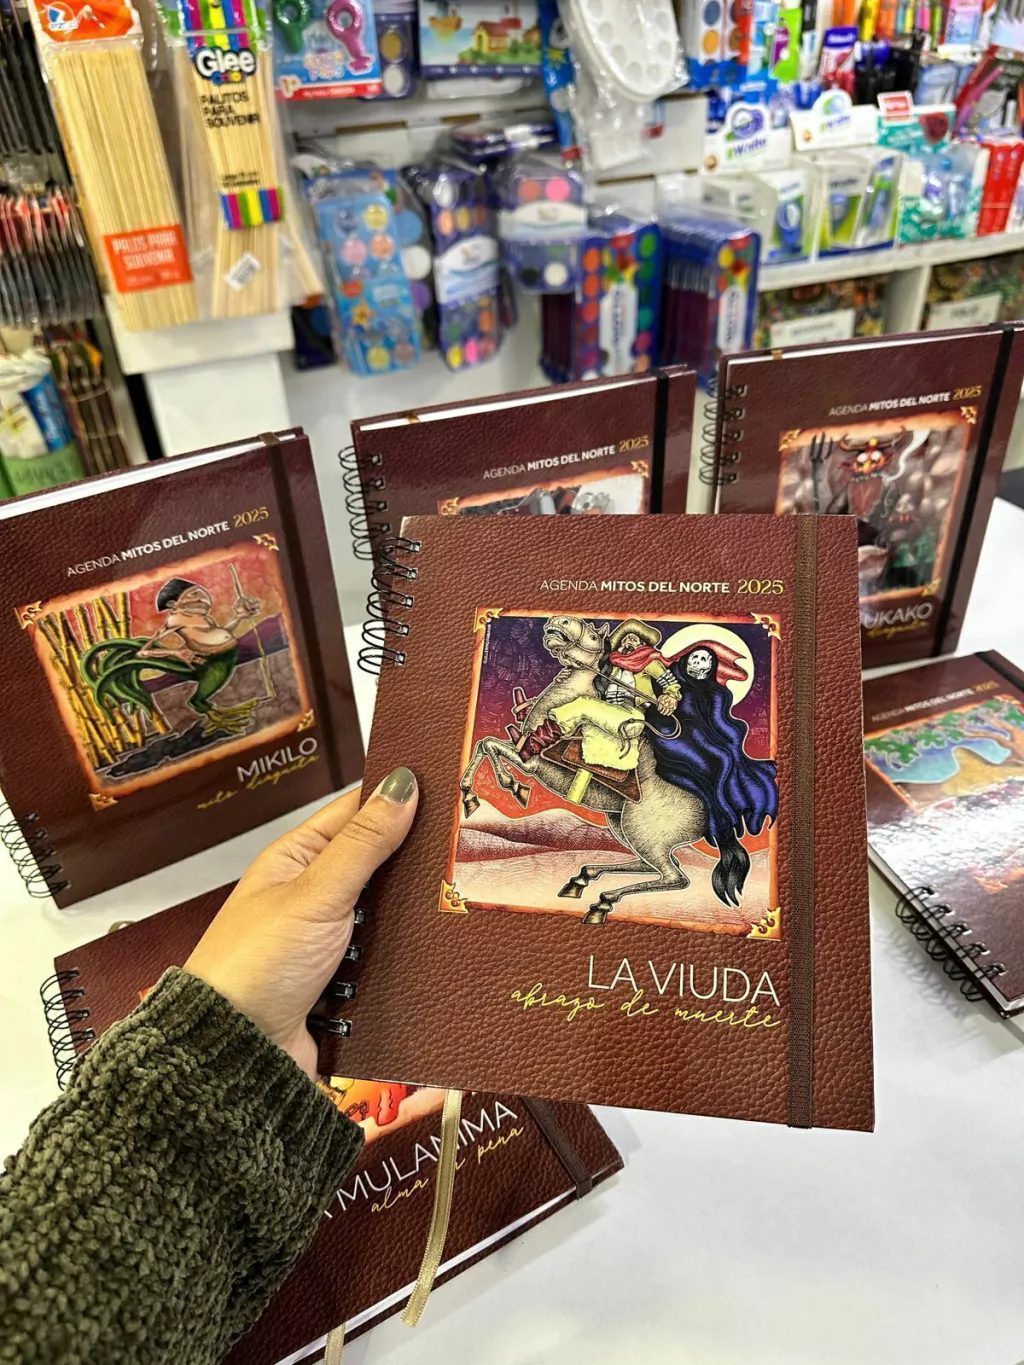 Glee
COLOR
PALITOS
PARA
SOUVENIR
PALOS PARA
SOUVENIR
AGENDA MITOS DEL NORTE 2025
MIKILO
mito diaguita
AGENDA MITOS DEL NORTE 2025
AGENDA MITOS DEL NORTE 2025
UKAKO
diaguita
AGENDA MITOS DEL NORTE 2025
LA VIUDA
abrazo de muerte
AGENDA MITOS DEL NORTE 2025
MULANIMA
alma pena